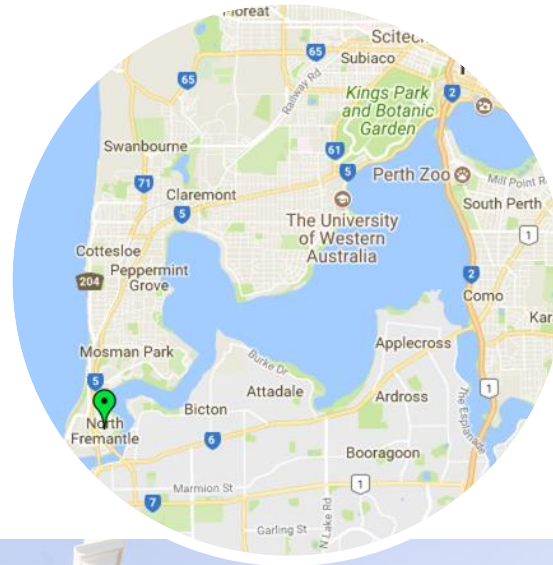 Moreat
Scitec
Subiaco
65
65
Railway Rd
Kings Park
and Botanic
Garden
2
Swanbourne
61
71
5
Perth Zoo
Mill Point R
Claremont
5
South Perth
The University
of Western
Australia
1
Cottesloe
Peppermint
Grove
204
2
Como
Kar
Mosman Park
Applecross
Burke Dr
5
Attadale
Ardross
1
The Esplanade
Bicton
North
Fremantle
6
Booragoon
Marmion St
1
7
N Lake Rd
Garling St